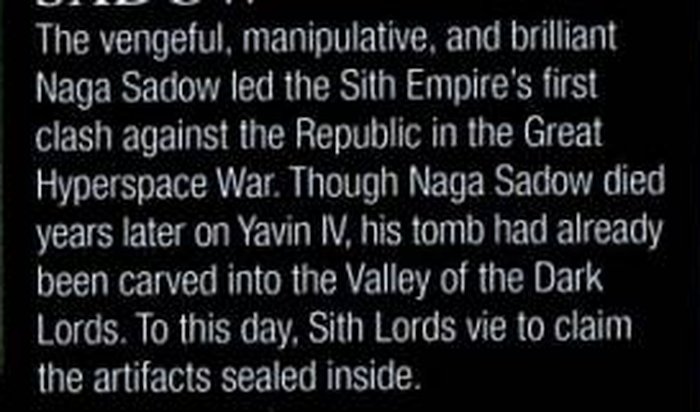 SADOW
The vengeful, manipulative, and brilliant
Naga Sadow led the Sith Empire's first
clash against the Republic in the Great
Hyperspace War. Though Naga Sadow died
years later on Yavin IV, his tomb had already
been carved into the Valley of the Dark
Lords. To this day, Sith Lords vie to claim
the artifacts sealed inside.